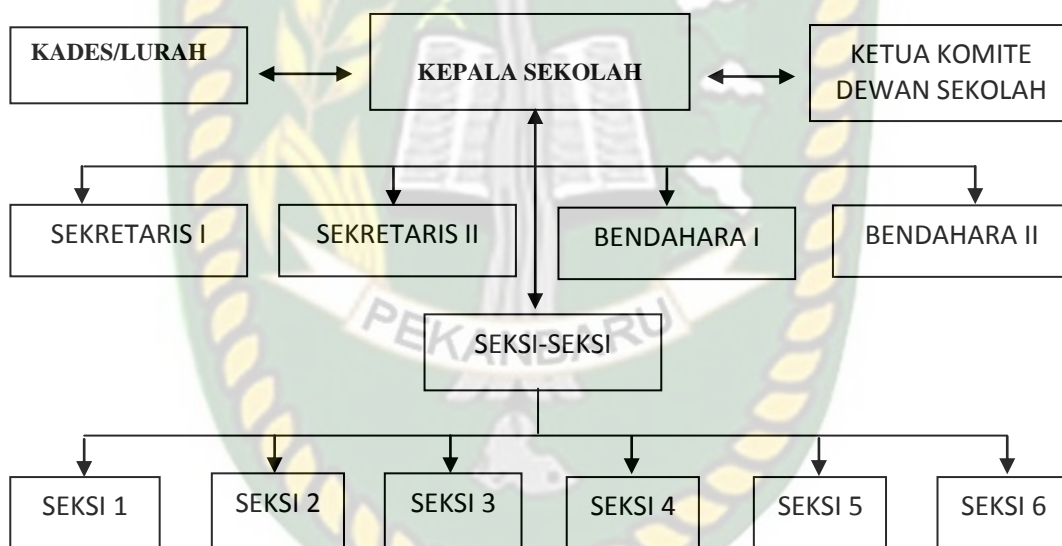 KADES/LURAH
KEPALA SEKOLAH
KETUA KOMITE
DEWAN SEKOLAH
SEKRETARIS I
SEKRETARIS II
BENDAHARA I
BENDAHARA II
PEKANBARU
SEKSI-SEKSI
SEKSI 1
SEKSI 2
SEKSI 3
SEKSI 4
SEKSI 5
SEKSI 6